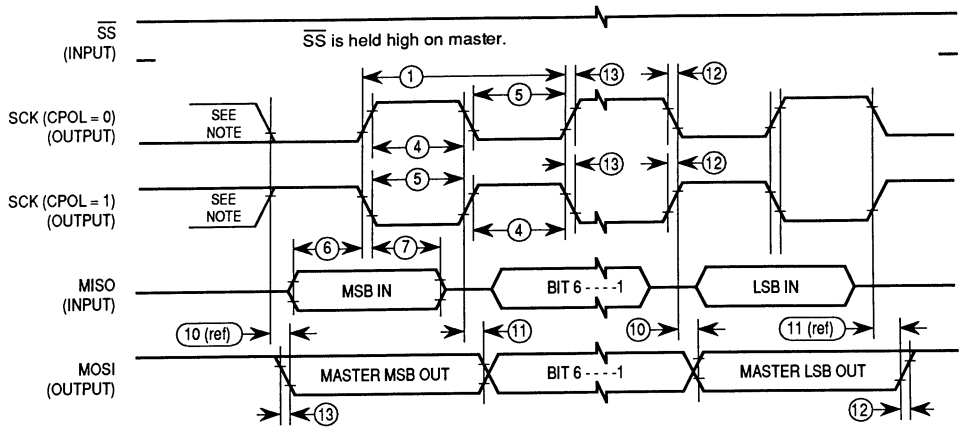 SS
(INPUT)
SS is held high on master.
1
13
12
5
SCK (CPOL = 0)
(OUTPUT)
SEE
NOTE
4
13
12
5
SCK (CPOL = 1)
(OUTPUT)
SEE
NOTE
4
6
7
MISO
(INPUT)
MSB IN
BIT 6 - - - - 1
LSB IN
10 (ref)
11
10
11 (ref)
MOSI
(OUTPUT)
MASTER MSB OUT
BIT 6 - - - - 1
MASTER LSB OUT
13
12